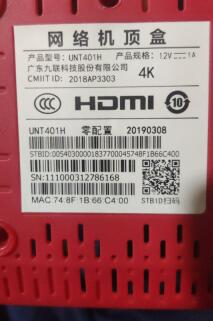 网络机顶盒
产品型号:UNT401H 产品规格:12V⎓1A
广东九联科技股份有限公司
CMIIT ID: 2018AP3303 4K
CCC HDMI 10
UNT401H 零配置 20190308
STBID:00540300001837700045748F1B66C400
SN:111000312786168
MAC:74:8F:1B:66:C4:00 STBID扫码